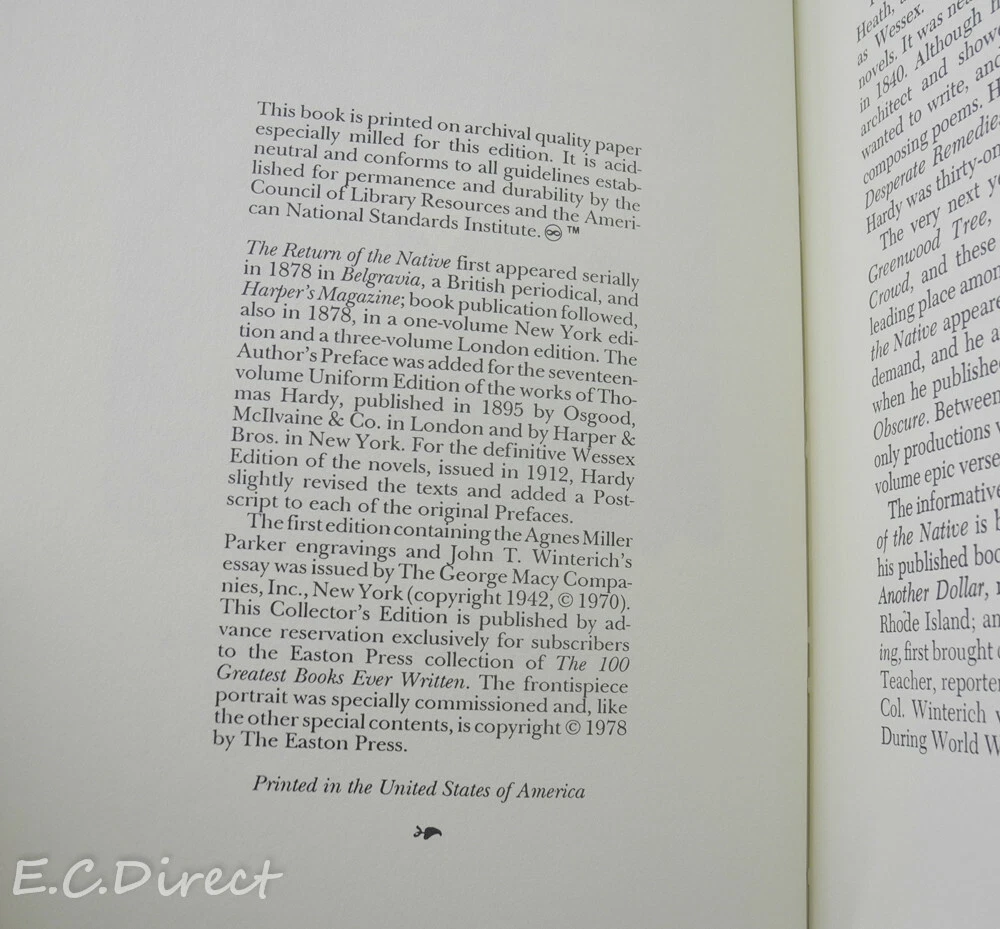 This book is printed on archival quality paper
especially milled for this edition. It is acid-
neutral and conforms to all guidelines estab-
lished for permanence and durability by the
Council of Library Resources and the Ameri-
can National Standards Institute. ♾ ™
The Return of the Native first appeared serially
in 1878 in Belgravia, a British periodical, and
Harper's Magazine; book publication followed,
also in 1878, in a one-volume New York edi-
tion and a three-volume London edition. The
Author's Preface was added for the seventeen-
volume Uniform Edition of the works of Tho-
mas Hardy, published in 1895 by Osgood,
McIlvaine & Co. in London and by Harper &
Bros. in New York. For the definitive Wessex
Edition of the novels, issued in 1912, Hardy
slightly revised the texts and added a Post-
script to each of the original Prefaces.
The first edition containing the Agnes Miller
Parker engravings and John T. Winterich's
essay was issued by The George Macy Compa-
nies, Inc., New York (copyright 1942, © 1970).
This Collector's Edition is published by ad-
vance reservation exclusively for subscribers
to the Easton Press collection of The 100
Greatest Books Ever Written. The frontispiece
portrait was specially commissioned and, like
the other special contents, is copyright © 1978
by The Easton Press.
Printed in the United States of America
E.C.Direct
Heath,
as Wessex.
novels. It was
in 1840. Although
architect and
wanted to write, and
composing poems.
Desperate Remedies
Hardy was
The very next
Greenwood Tree,
Crowd, and these
leading place
the Native
demand, and he
when he
Obscure. Between
only productions
volume epic verse
The informative
of the Native is
his published
Another Dollar,
Rhode Island;
ing, first brought
Teacher,
Col. Winterich
During World